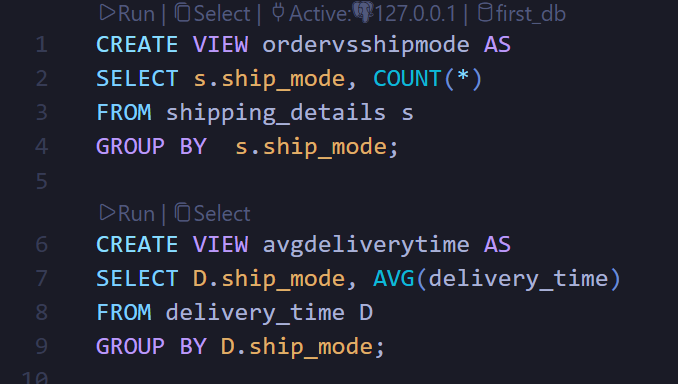 Run | Select | Active: 127.0.0.1 | first_db
1 CREATE VIEW ordervsshipmode AS
2 SELECT s.ship_mode, COUNT(*)
3 FROM shipping_details s
4 GROUP BY  s.ship_mode;
5
Run | Select
6 CREATE VIEW avgdeliverytime AS
7 SELECT D.ship_mode, AVG(delivery_time)
8 FROM delivery_time D
9 GROUP BY D.ship_mode;
10